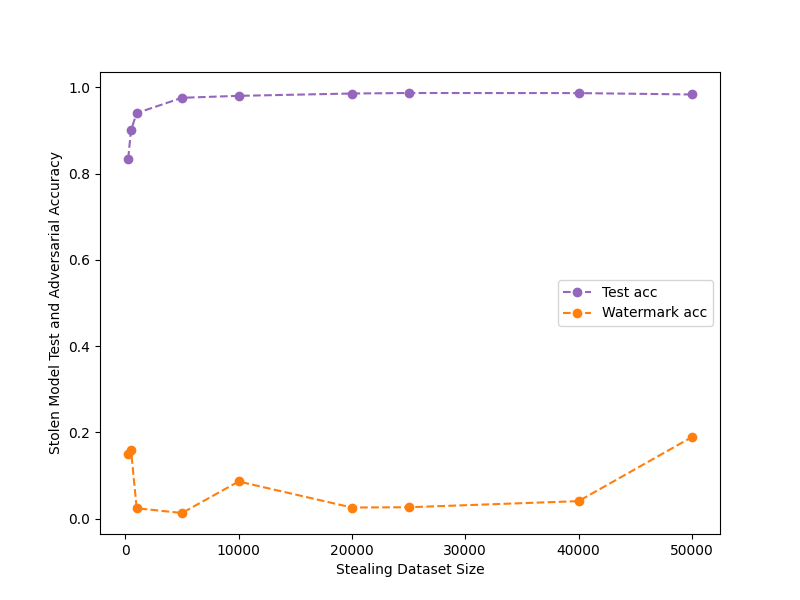 1.0
0.8
0.6
0.4
0.2
0.0
Stolen Model Test and Adversarial Accuracy
Test acc
Watermark acc
0 10000 20000 30000 40000 50000
Stealing Dataset Size